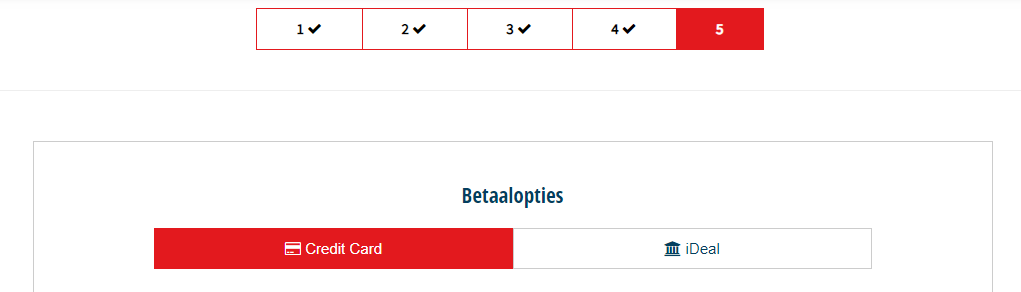 1 ✔ 2 ✔ 3 ✔ 4 ✔ 5
Betaalopties
Credit Card iDeal